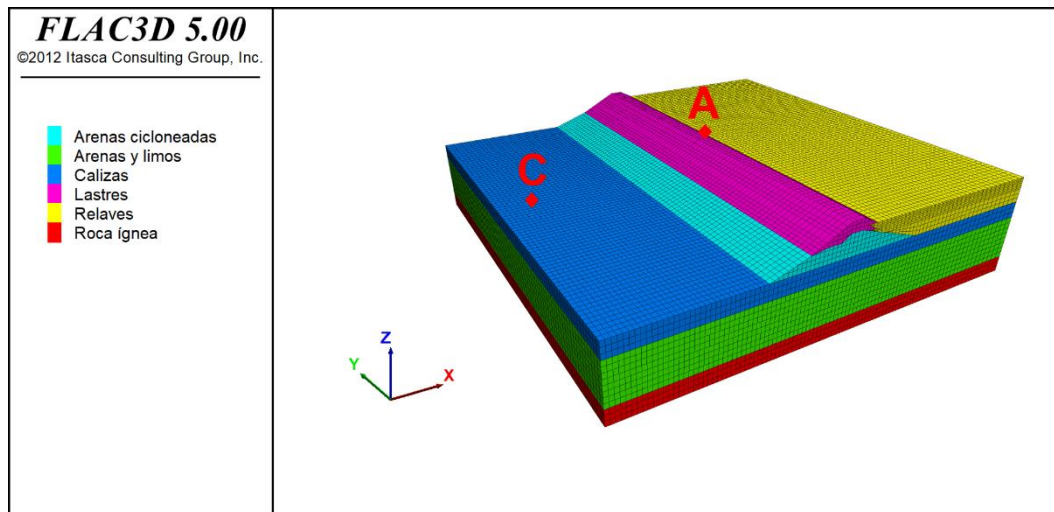 FLAC3D 5.00
©2012 Itasca Consulting Group, Inc.
Arenas cicloneadas
Arenas y limos
Calizas
Lastres
Relaves
Roca ígnea
A
C
Z
Y
X